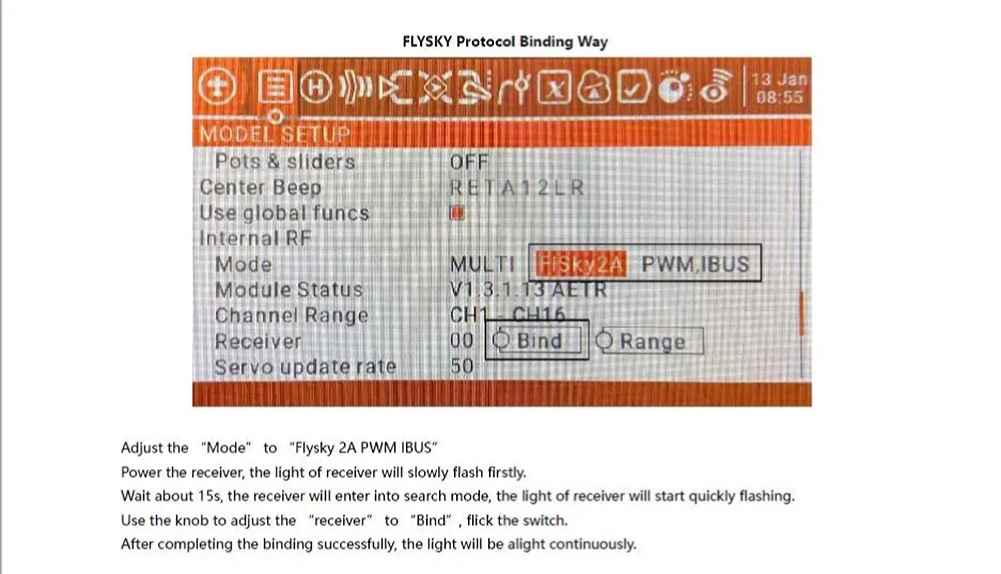 FLYSKY Protocol Binding Way
13 Jan
08:55
MODEL SETUP
Pots & sliders OFF
Center Beep RETA12LR
Use global funcs
Internal RF
Mode MULTI FlSky2A PWM,IBUS
Module Status V1.3.1.13 AETR
Channel Range CH1 - CH16
Receiver 00 Bind Range
Servo update rate 50
Adjust the “Mode” to “Flysky 2A PWM IBUS”
Power the receiver, the light of receiver will slowly flash firstly.
Wait about 15s, the receiver will enter into search mode, the light of receiver will start quickly flashing.
Use the knob to adjust the “receiver” to “Bind” , flick the switch.
After completing the binding successfully, the light will be alight continuously.